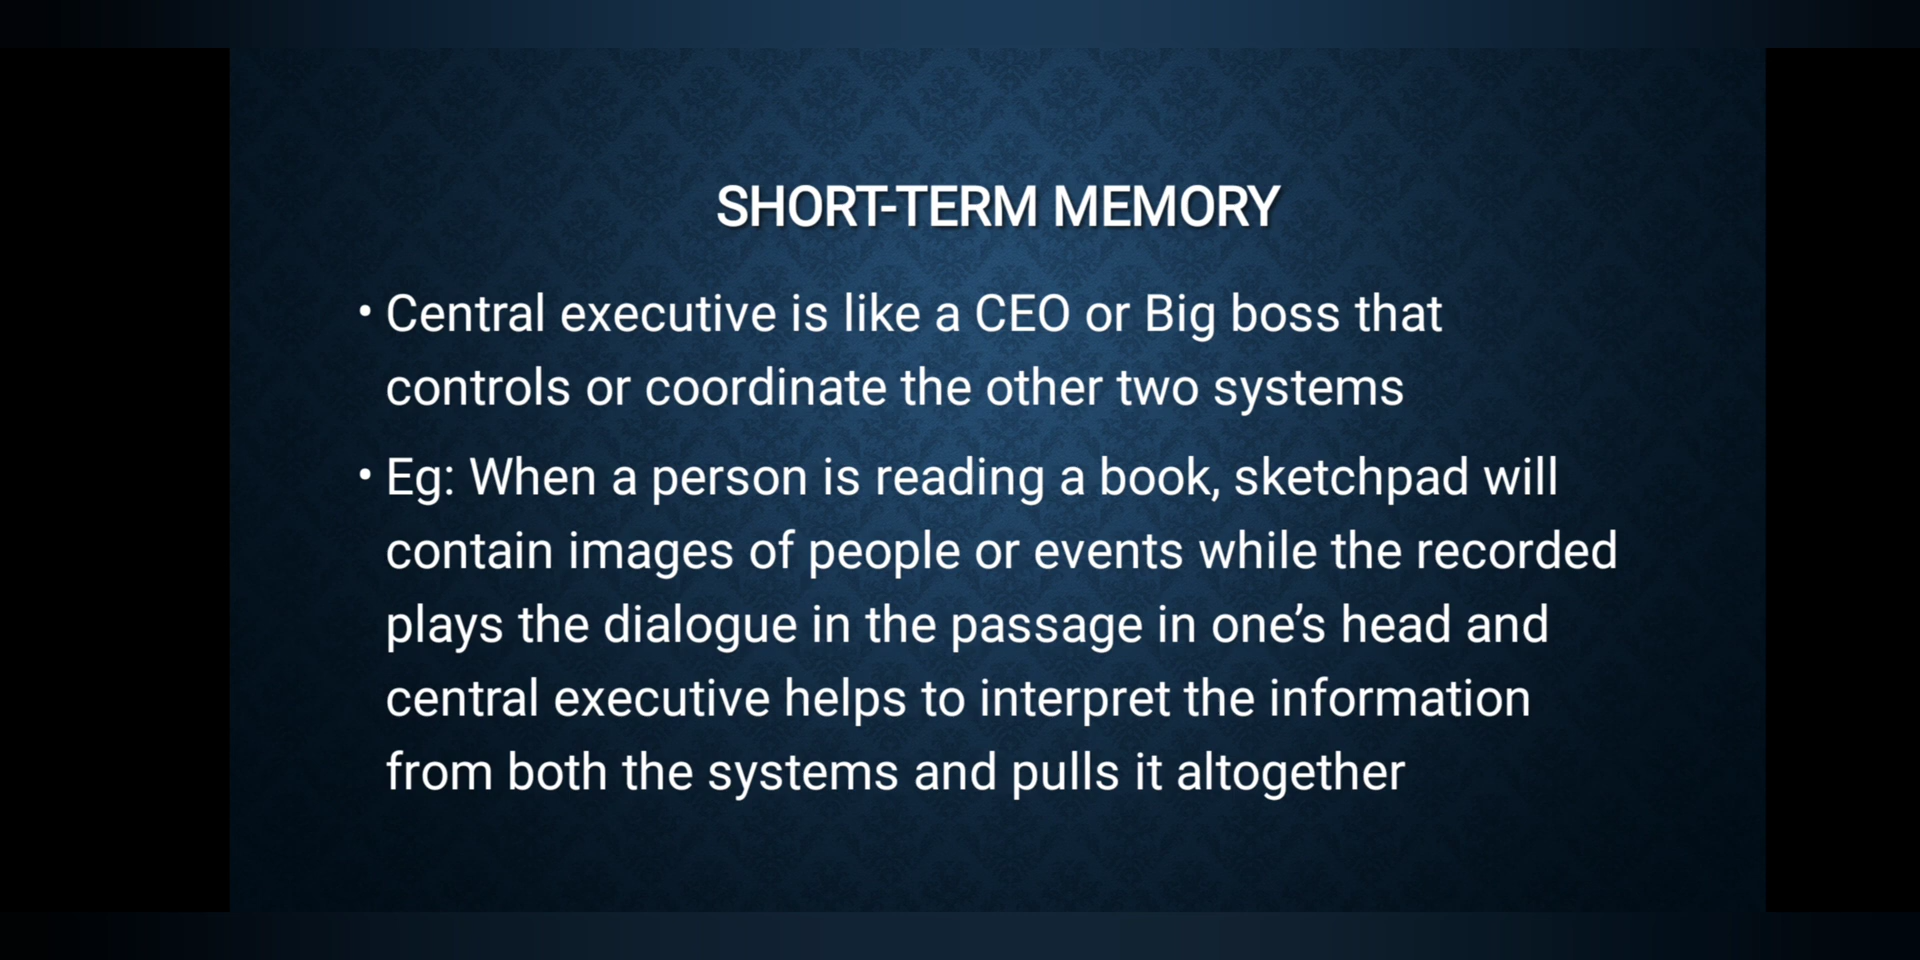 SHORT-TERM MEMORY
• Central executive is like a CEO or Big boss that
controls or coordinate the other two systems
• Eg: When a person is reading a book, sketchpad will
contain images of people or events while the recorded
plays the dialogue in the passage in one’s head and
central executive helps to interpret the information
from both the systems and pulls it altogether